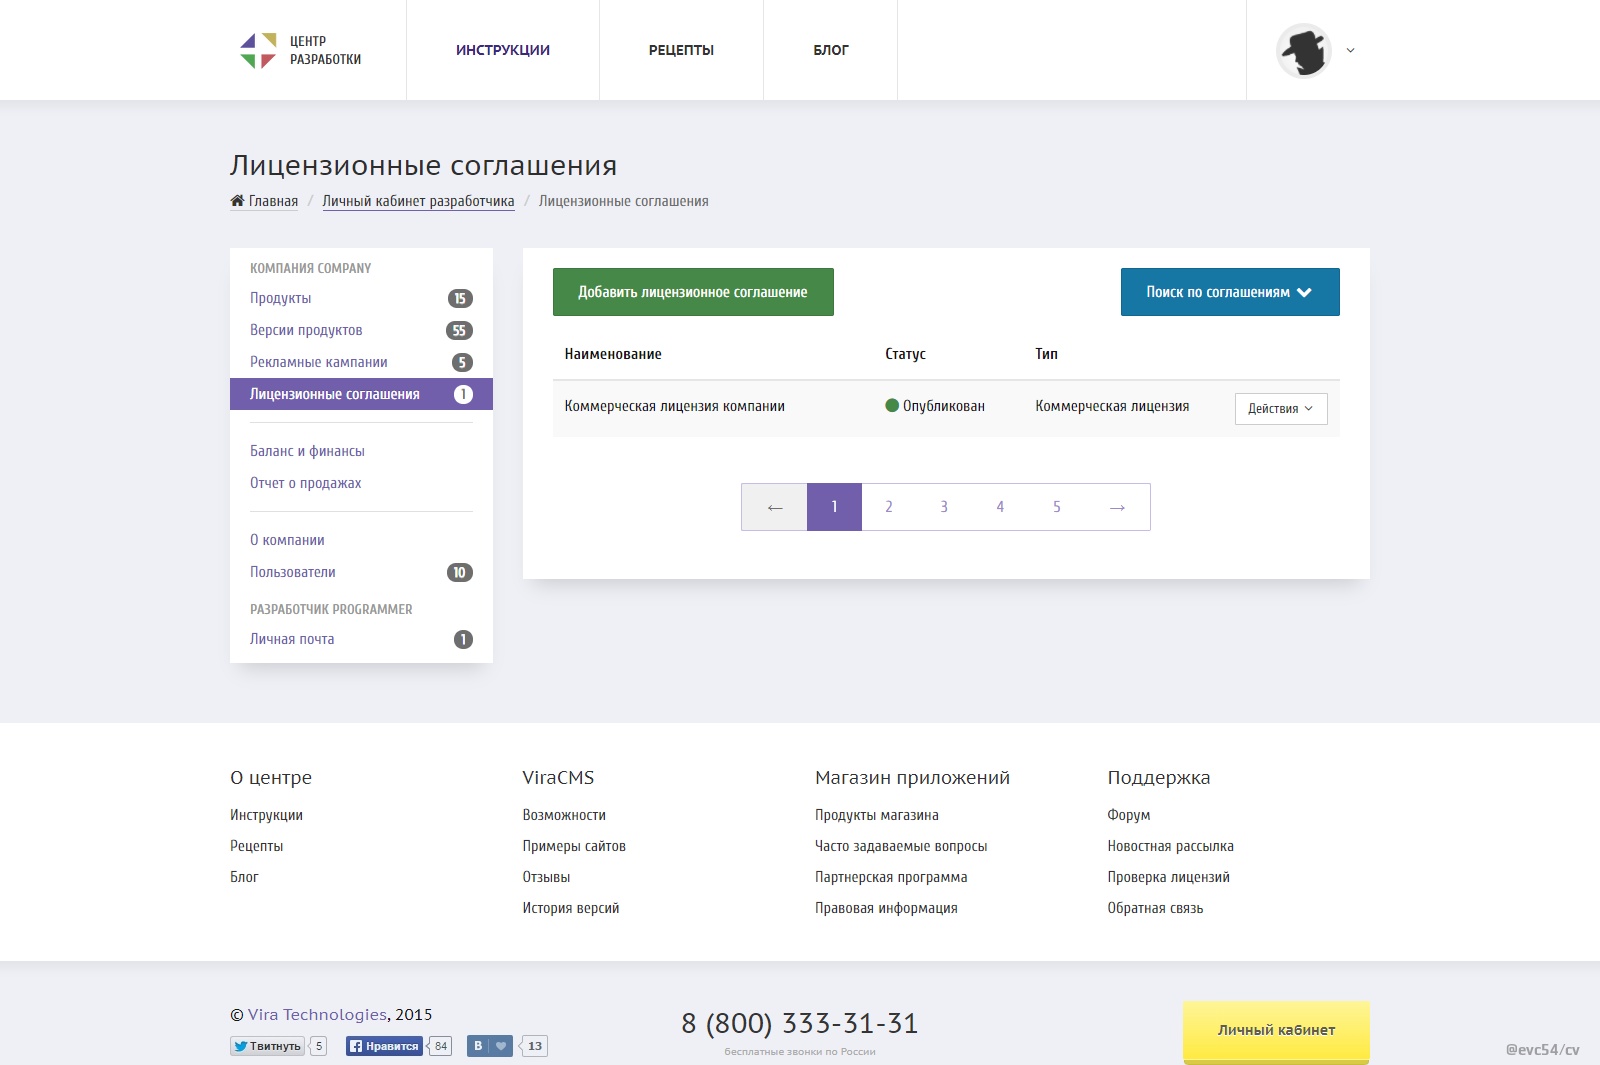 ЦЕНТР
РАЗРАБОТКИ
ИНСТРУКЦИИ
РЕЦЕПТЫ
БЛОГ
Лицензионные соглашения
Главная / Личный кабинет разработчика / Лицензионные соглашения
КОМПАНИЯ COMPANY
Продукты 15
Версии продуктов 55
Рекламные кампании 5
Лицензионные соглашения 1
Баланс и финансы
Отчет о продажах
О компании
Пользователи 10
РАЗРАБОТЧИК PROGRAMMER
Личная почта 1
Добавить лицензионное соглашение
Поиск по соглашениям
Наименование Статус Тип
Коммерческая лицензия компании Опубликован Коммерческая лицензия Действия
← 1 2 3 4 5 →
О центре
Инструкции
Рецепты
Блог
ViraCMS
Возможности
Примеры сайтов
Отзывы
История версий
Магазин приложений
Продукты магазина
Часто задаваемые вопросы
Партнерская программа
Правовая информация
Поддержка
Форум
Новостная рассылка
Проверка лицензий
Обратная связь
© Vira Technologies, 2015
Твитнуть 5 Нравится 84 В 13
8 (800) 333-31-31
бесплатные звонки по России
Личный кабинет
@evc54/cv